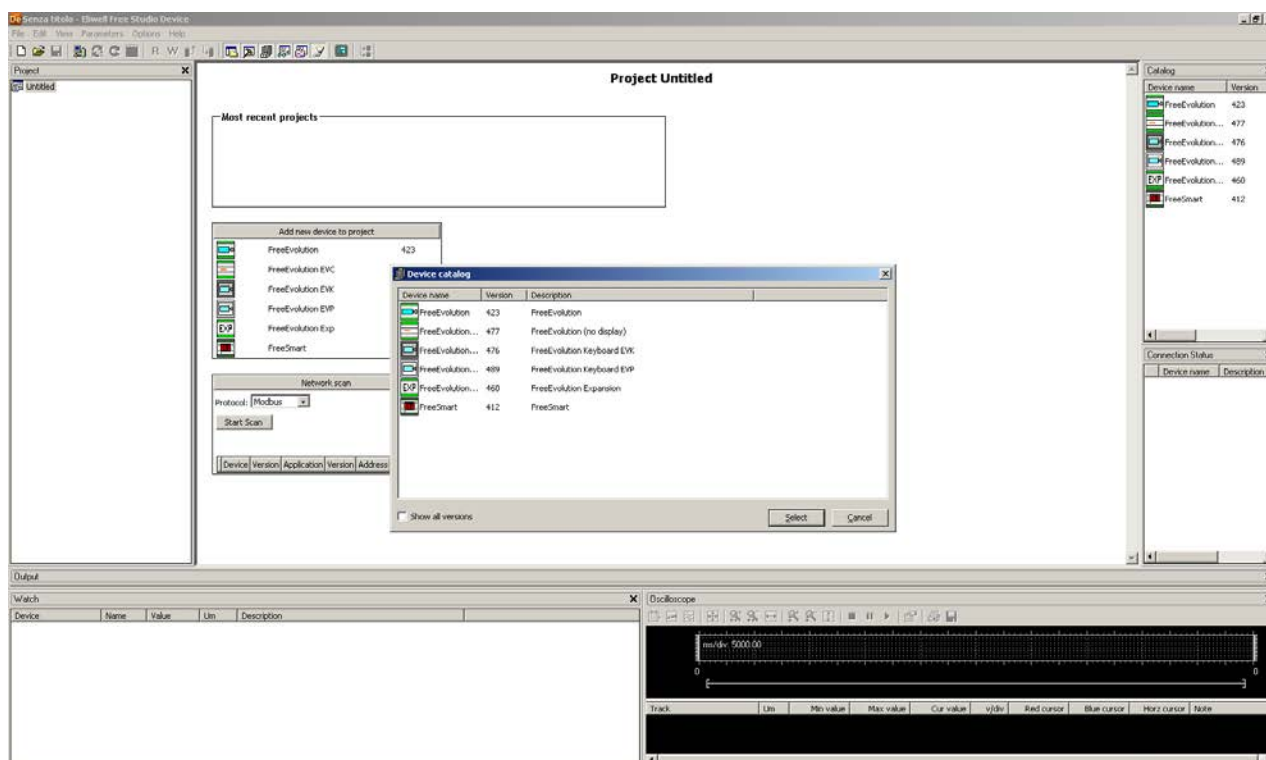 Senza titolo - Eliwell Free Studio Device
File Edit View Parameters Options Help
R W
Project
Untitled
Project Untitled
Most recent projects
Add new device to project
FreeEvolution 423
FreeEvolution EVC
FreeEvolution EVK
FreeEvolution EVP
EXP FreeEvolution Exp
FreeSmart
Network scan
Protocol: Modbus
Start Scan
Device Version Application Version Address
Device catalog
Device name Version Description
FreeEvolution 423 FreeEvolution
FreeEvolution... 477 FreeEvolution (no display)
FreeEvolution... 476 FreeEvolution Keyboard EVK
FreeEvolution... 489 FreeEvolution Keyboard EVP
EXP FreeEvolution... 460 FreeEvolution Expansion
FreeSmart 412 FreeSmart
Show all versions
Select Cancel
Catalog
Device name Version
FreeEvolution 423
FreeEvolution... 477
FreeEvolution... 476
FreeEvolution... 489
EXP FreeEvolution... 460
FreeSmart 412
Connection Status
Device name Description
Output
Watch
Device Name Value Um Description
Oscilloscope
ms/div: 5000.00
0 0
Track Um Min value Max value Cur value v/div Red cursor Blue cursor Horz cursor Note